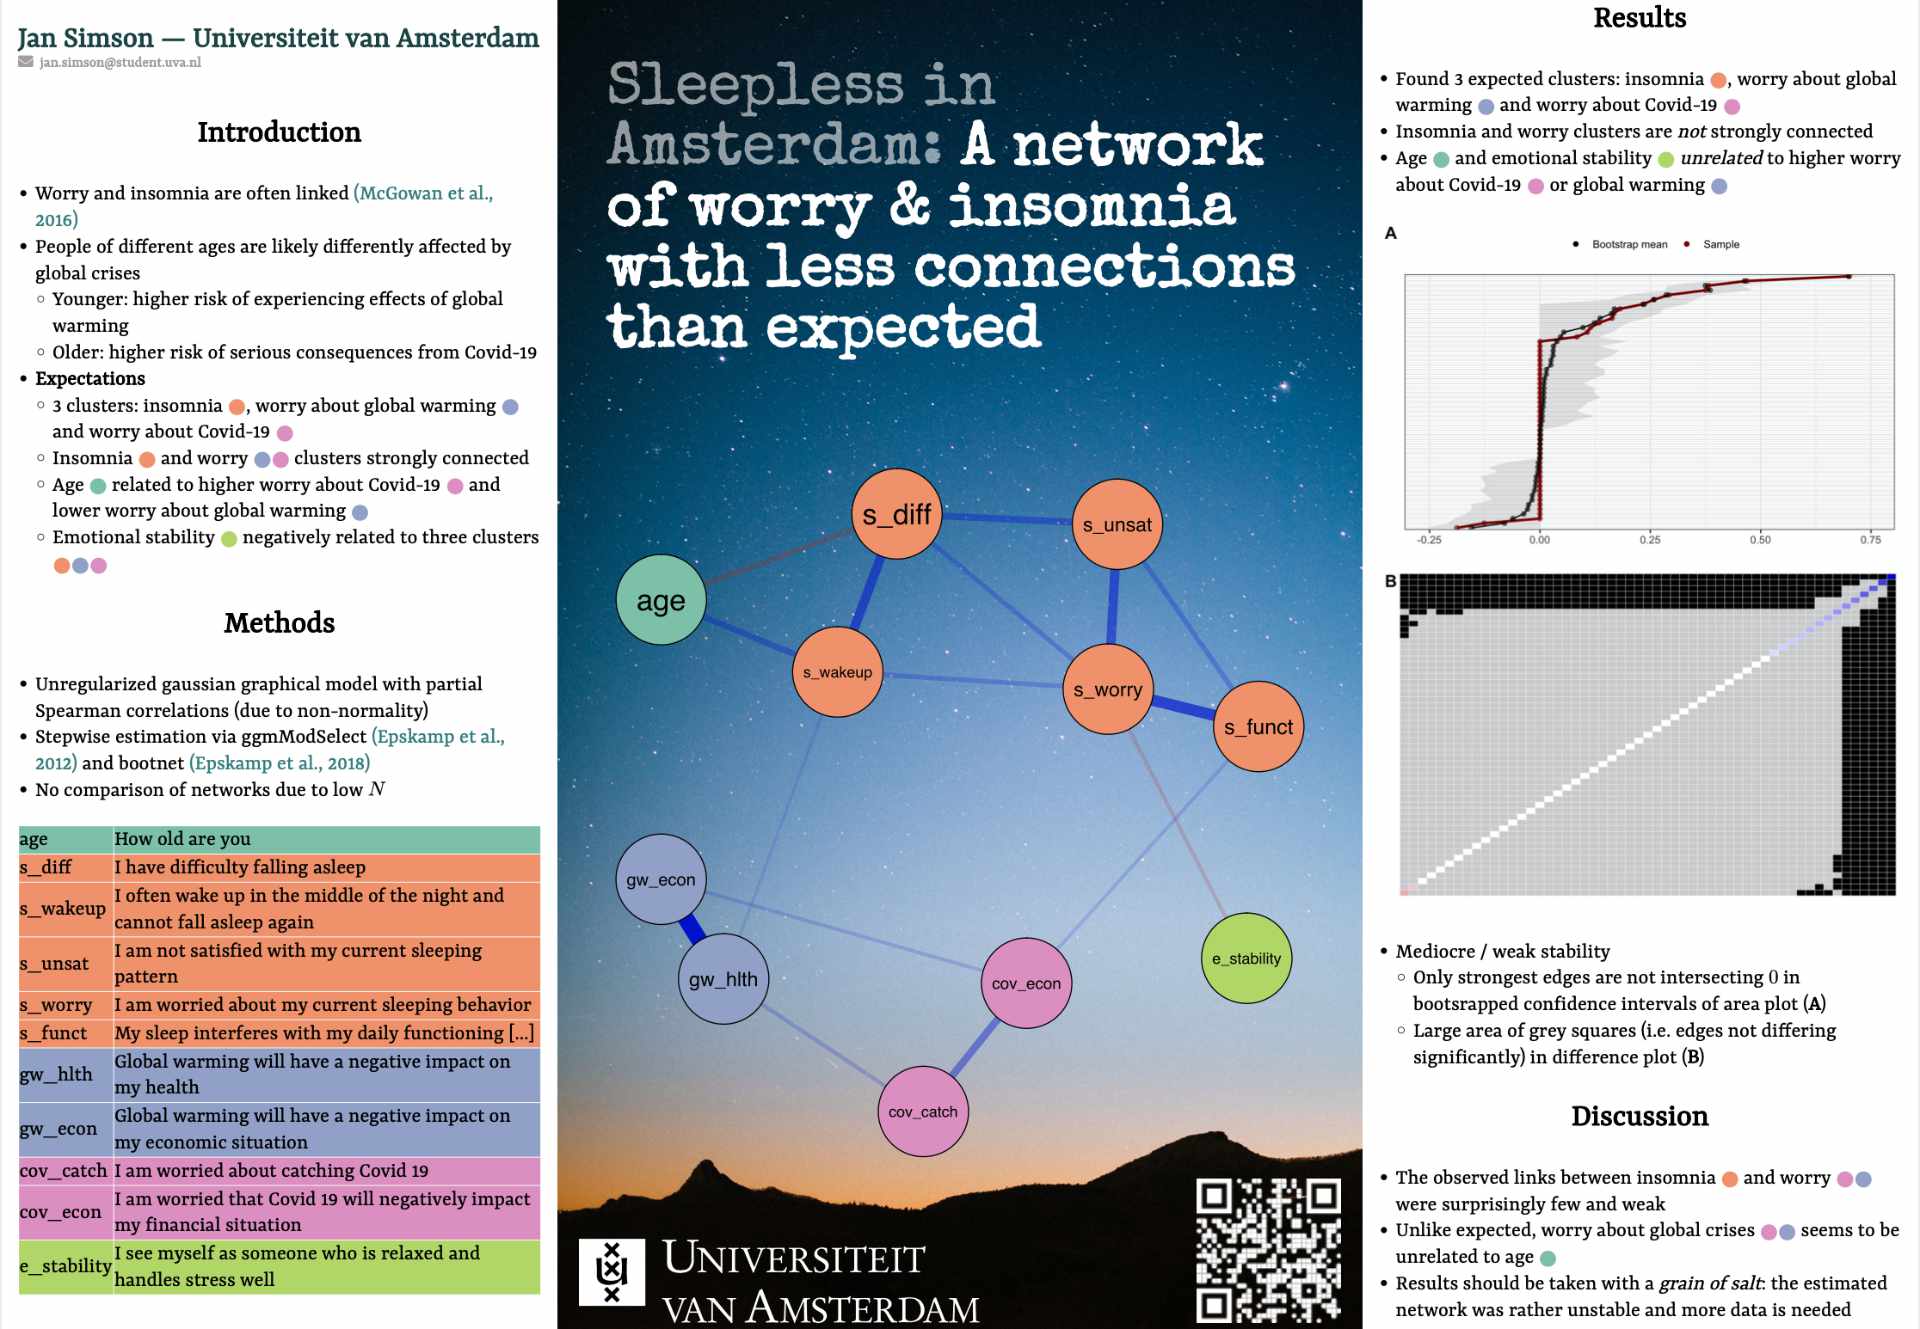 Jan Simson — Universiteit van Amsterdam
jan.simson@student.uva.nl
Introduction
• Worry and insomnia are often linked (McGowan et al.,
2016)
• People of different ages are likely differently affected by
global crises
◦ Younger: higher risk of experiencing effects of global
warming
◦ Older: higher risk of serious consequences from Covid-19
• Expectations
◦ 3 clusters: insomnia , worry about global warming
and worry about Covid-19
◦ Insomnia and worry clusters strongly connected
◦ Age related to higher worry about Covid-19 and
lower worry about global warming
◦ Emotional stability negatively related to three clusters
Methods
• Unregularized gaussian graphical model with partial
Spearman correlations (due to non-normality)
• Stepwise estimation via ggmModSelect (Epskamp et al.,
2012) and bootnet (Epskamp et al., 2018)
• No comparison of networks due to low N
age How old are you
s_diff I have difficulty falling asleep
s_wakeup I often wake up in the middle of the night and
cannot fall asleep again
s_unsat I am not satisfied with my current sleeping
pattern
s_worry I am worried about my current sleeping behavior
s_funct My sleep interferes with my daily functioning [...]
gw_hlth Global warming will have a negative impact on
my health
gw_econ Global warming will have a negative impact on
my economic situation
cov_catch I am worried about catching Covid 19
cov_econ I am worried that Covid 19 will negatively impact
my financial situation
e_stability I see myself as someone who is relaxed and
handles stress well
Sleepless in
Amsterdam: A network
of worry & insomnia
with less connections
than expected
s_diff
s_unsat
age
s_wakeup
s_worry
s_funct
gw_econ
gw_hlth
cov_econ
e_stability
cov_catch
UNIVERSITEIT
VAN AMSTERDAM
Results
• Found 3 expected clusters: insomnia , worry about global
warming and worry about Covid-19
• Insomnia and worry clusters are not strongly connected
• Age and emotional stability unrelated to higher worry
about Covid-19 or global warming
A
• Bootstrap mean • Sample
-0.25 0.00 0.25 0.50 0.75
B
• Mediocre / weak stability
◦ Only strongest edges are not intersecting 0 in
bootsrapped confidence intervals of area plot (A)
◦ Large area of grey squares (i.e. edges not differing
significantly) in difference plot (B)
Discussion
• The observed links between insomnia and worry
were surprisingly few and weak
• Unlike expected, worry about global crises seems to be
unrelated to age
• Results should be taken with a grain of salt: the estimated
network was rather unstable and more data is needed